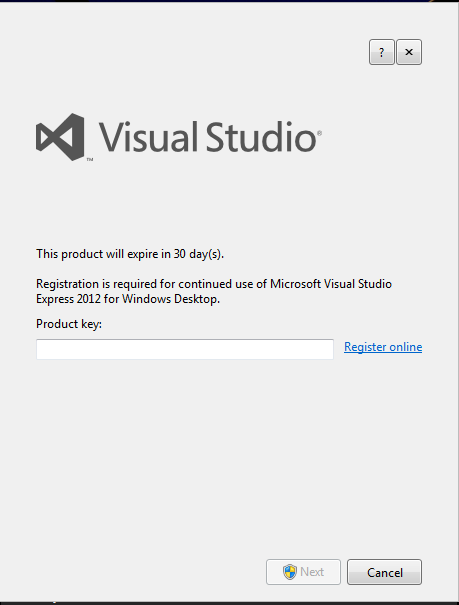 ? ×
Visual Studio®
™
This product will expire in 30 day(s).
Registration is required for continued use of Microsoft Visual Studio
Express 2012 for Windows Desktop.
Product key:
Register online
Next Cancel